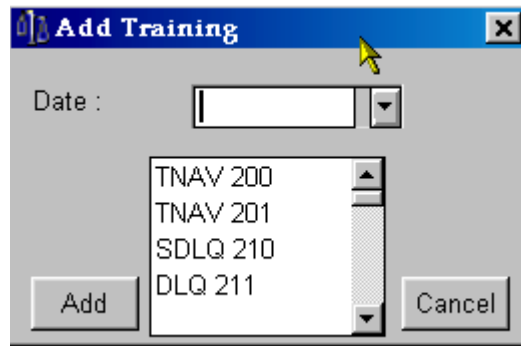 Add Training
Date :
TNAV 200
TNAV 201
SDLQ 210
DLQ 211
Add
Cancel